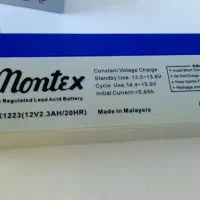 Montex
Regulated Lead Acid Battery
1223(12V2.3AH/20HR)
Constant Votage Charge
Standby Use: 13.5~13.8V
Cycle Use: 14.4~15.0V
Initial Current: 0.69A
Made in Malaysia